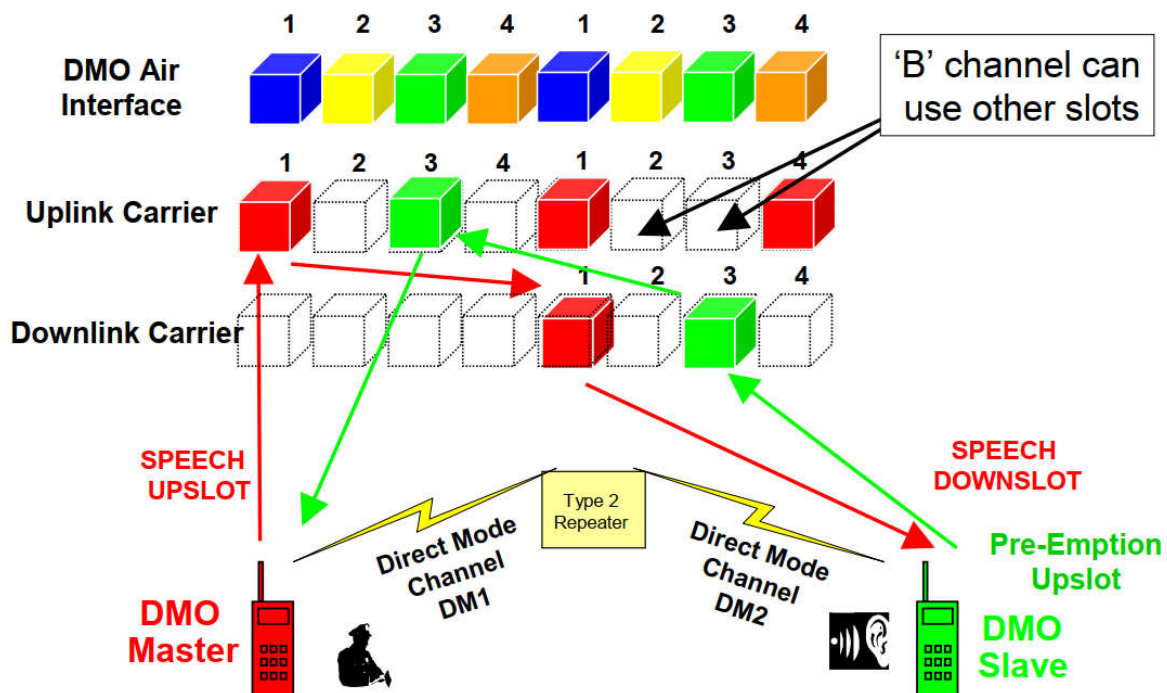 1 2 3 4 1 2 3 4
DMO Air
Interface
'B' channel can
use other slots
1 2 3 4 1 2 3 4
Uplink Carrier
1 2 3 4
Downlink Carrier
SPEECH
UPSLOT
SPEECH
DOWNSLOT
Type 2
Repeater
Direct Mode
Channel
DM1
Direct Mode
Channel
DM2
Pre-Emption
Upslot
DMO
Master
DMO
Slave